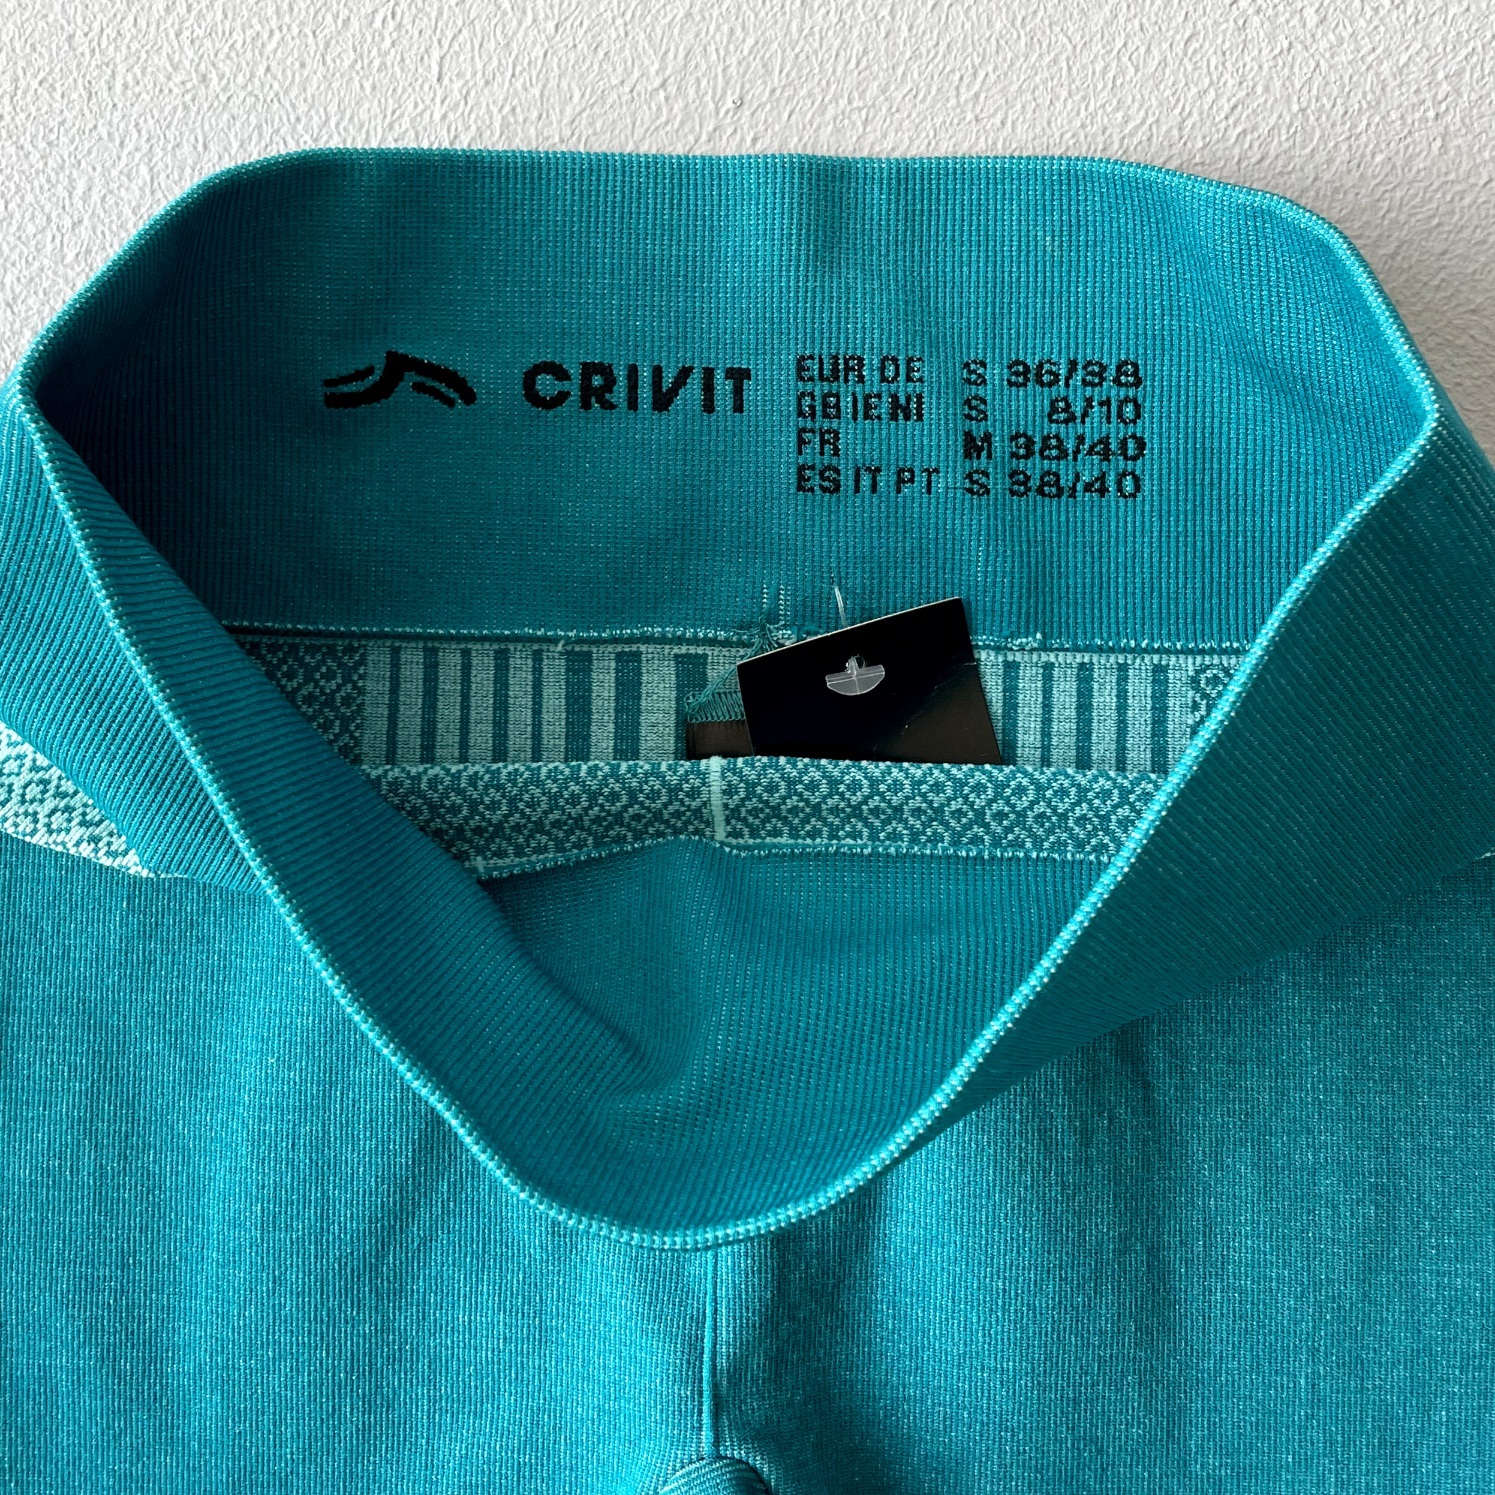 CRIVIT
EUR DE S 36/38
GB IE NI S 8/10
FR M 38/40
ES IT PT S 38/40